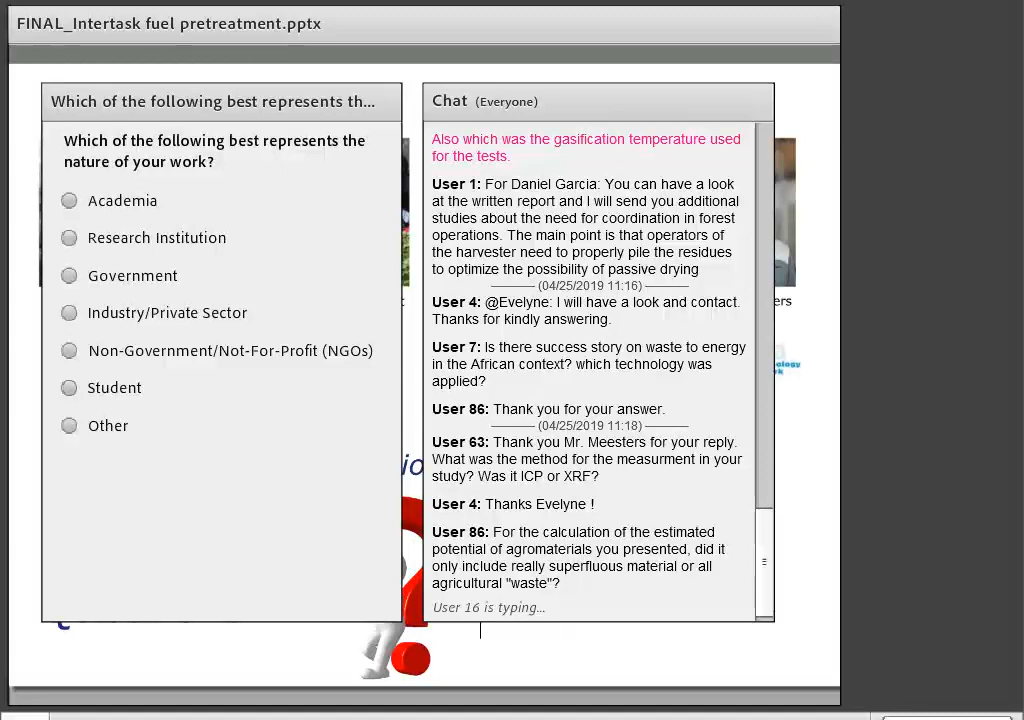 FINAL_Intertask fuel pretreatment.pptx
Which of the following best represents th...
Which of the following best represents the
nature of your work?
Academia
Research Institution
Government
Industry/Private Sector
Non-Government/Not-For-Profit (NGOs)
Student
Other
Chat (Everyone)
Also which was the gasification temperature used
for the tests.
User 1: For Daniel Garcia: You can have a look
at the written report and I will send you additional
studies about the need for coordination in forest
operations. The main point is that operators of
the harvester need to properly pile the residues
to optimize the possibility of passive drying
(04/25/2019 11:16)
User 4: @Evelyne: I will have a look and contact.
Thanks for kindly answering.
User 7: Is there success story on waste to energy
in the African context? which technology was
applied?
User 86: Thank you for your answer.
(04/25/2019 11:18)
User 63: Thank you Mr. Meesters for your reply.
What was the method for the measurment in your
study? Was it ICP or XRF?
User 4: Thanks Evelyne !
User 86: For the calculation of the estimated
potential of agromaterials you presented, did it
only include really superfluous material or all
agricultural "waste"?
User 16 is typing...